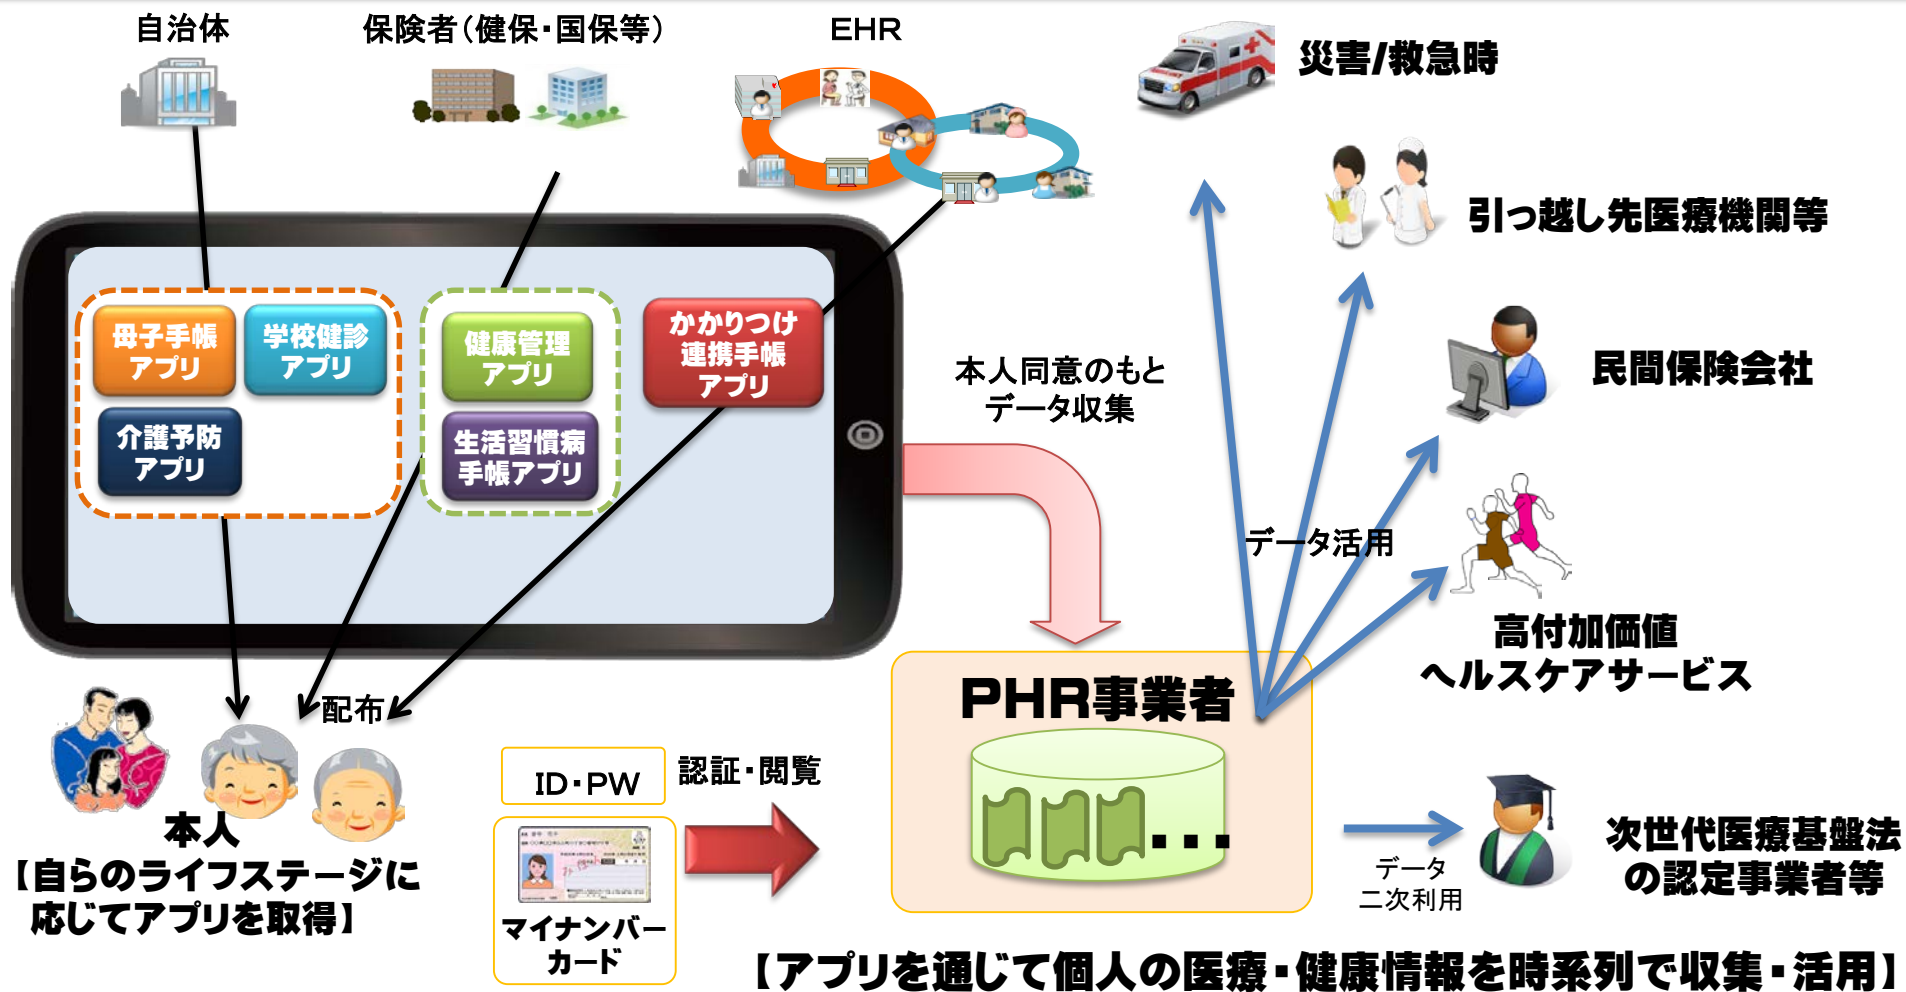 自治体
保険者（健保・国保等）
EHR
災害/救急時
引っ越し先医療機関等
民間保険会社
高付加価値
ヘルスケアサービス
母子手帳
アプリ
学校健診
アプリ
介護予防
アプリ
健康管理
アプリ
生活習慣病
手帳アプリ
かかりつけ
連携手帳
アプリ
本人同意のもと
データ収集
データ活用
配布
本人
【自らのライフステージに
応じてアプリを取得】
ID・PW
認証・閲覧
マイナンバー
カード
PHR事業者
データ
二次利用
次世代医療基盤法
の認定事業者等
【アプリを通じて個人の医療・健康情報を時系列で収集・活用】